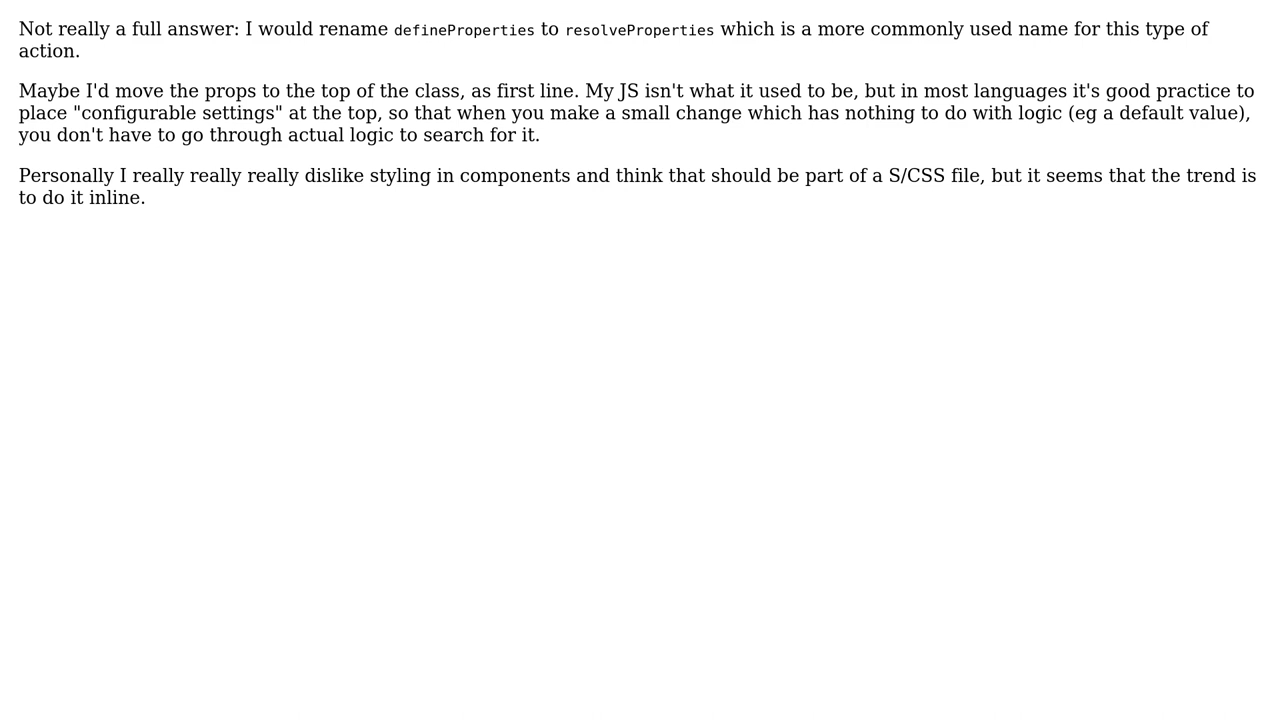 Not really a full answer: I would rename defineProperties to resolveProperties which is a more commonly used name for this type of
action.
Maybe I'd move the props to the top of the class, as first line. My JS isn't what it used to be, but in most languages it's good practice to
place "configurable settings" at the top, so that when you make a small change which has nothing to do with logic (eg a default value),
you don't have to go through actual logic to search for it.
Personally I really really really dislike styling in components and think that should be part of a S/CSS file, but it seems that the trend is
to do it inline.